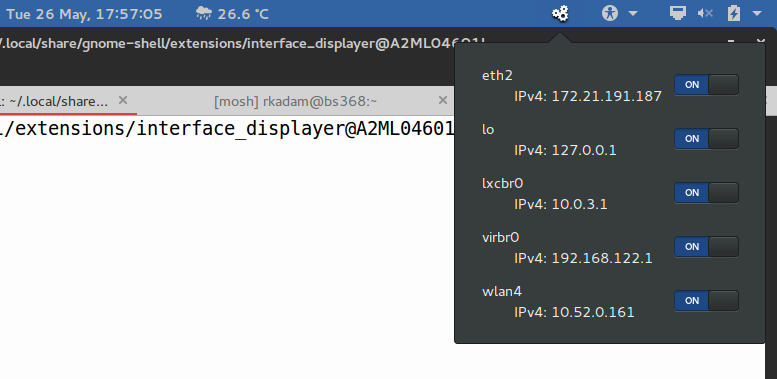 Tue 26 May, 17:57:05 26.6 °C
.local/share/gnome-shell/extensions/interface_displayer@A2ML04601L
l: ~/.local/share... × [mosh] rkadam@bs368:~ ×
l/extensions/interface_displayer@A2ML04601
eth2 ON
IPv4: 172.21.191.187
lo ON
IPv4: 127.0.0.1
lxcbr0 ON
IPv4: 10.0.3.1
virbr0 ON
IPv4: 192.168.122.1
wlan4 ON
IPv4: 10.52.0.161